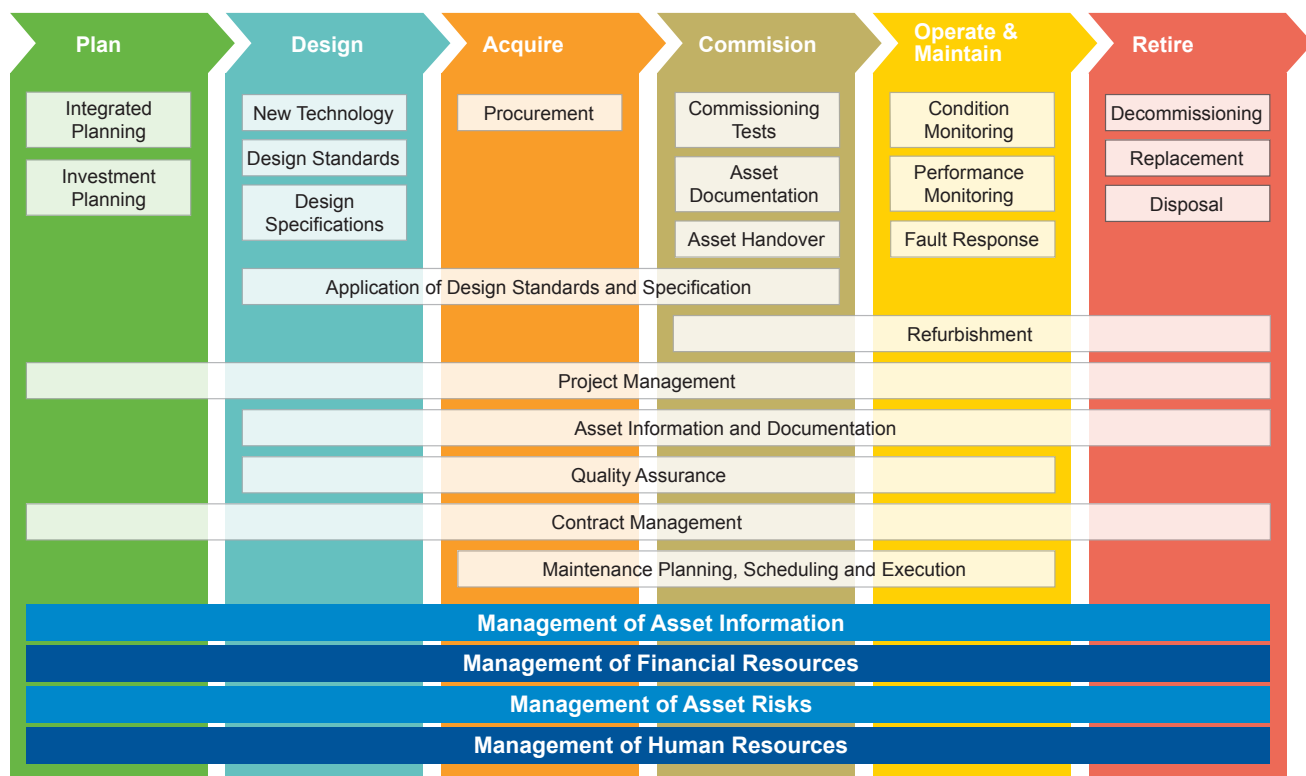 Plan
Design
Acquire
Commision
Operate &
Maintain
Retire
Integrated
Planning
Investment
Planning
New Technology
Design Standards
Design
Specifications
Procurement
Commissioning
Tests
Asset
Documentation
Asset Handover
Condition
Monitoring
Performance
Monitoring
Fault Response
Decommissioning
Replacement
Disposal
Application of Design Standards and Specification
Refurbishment
Project Management
Asset Information and Documentation
Quality Assurance
Contract Management
Maintenance Planning, Scheduling and Execution
Management of Asset Information
Management of Financial Resources
Management of Asset Risks
Management of Human Resources